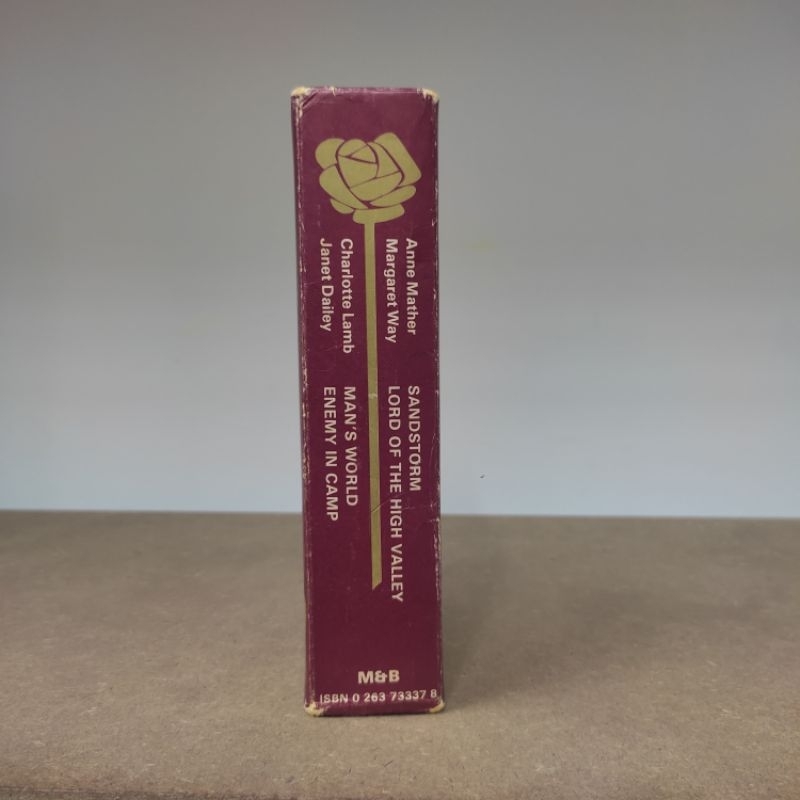 Anne Mather SANDSTORM
Margaret Way LORD OF THE HIGH VALLEY
Charlotte Lamb MAN'S WORLD
Janet Dailey ENEMY IN CAMP
M&B
ISBN 0 263 73337 8